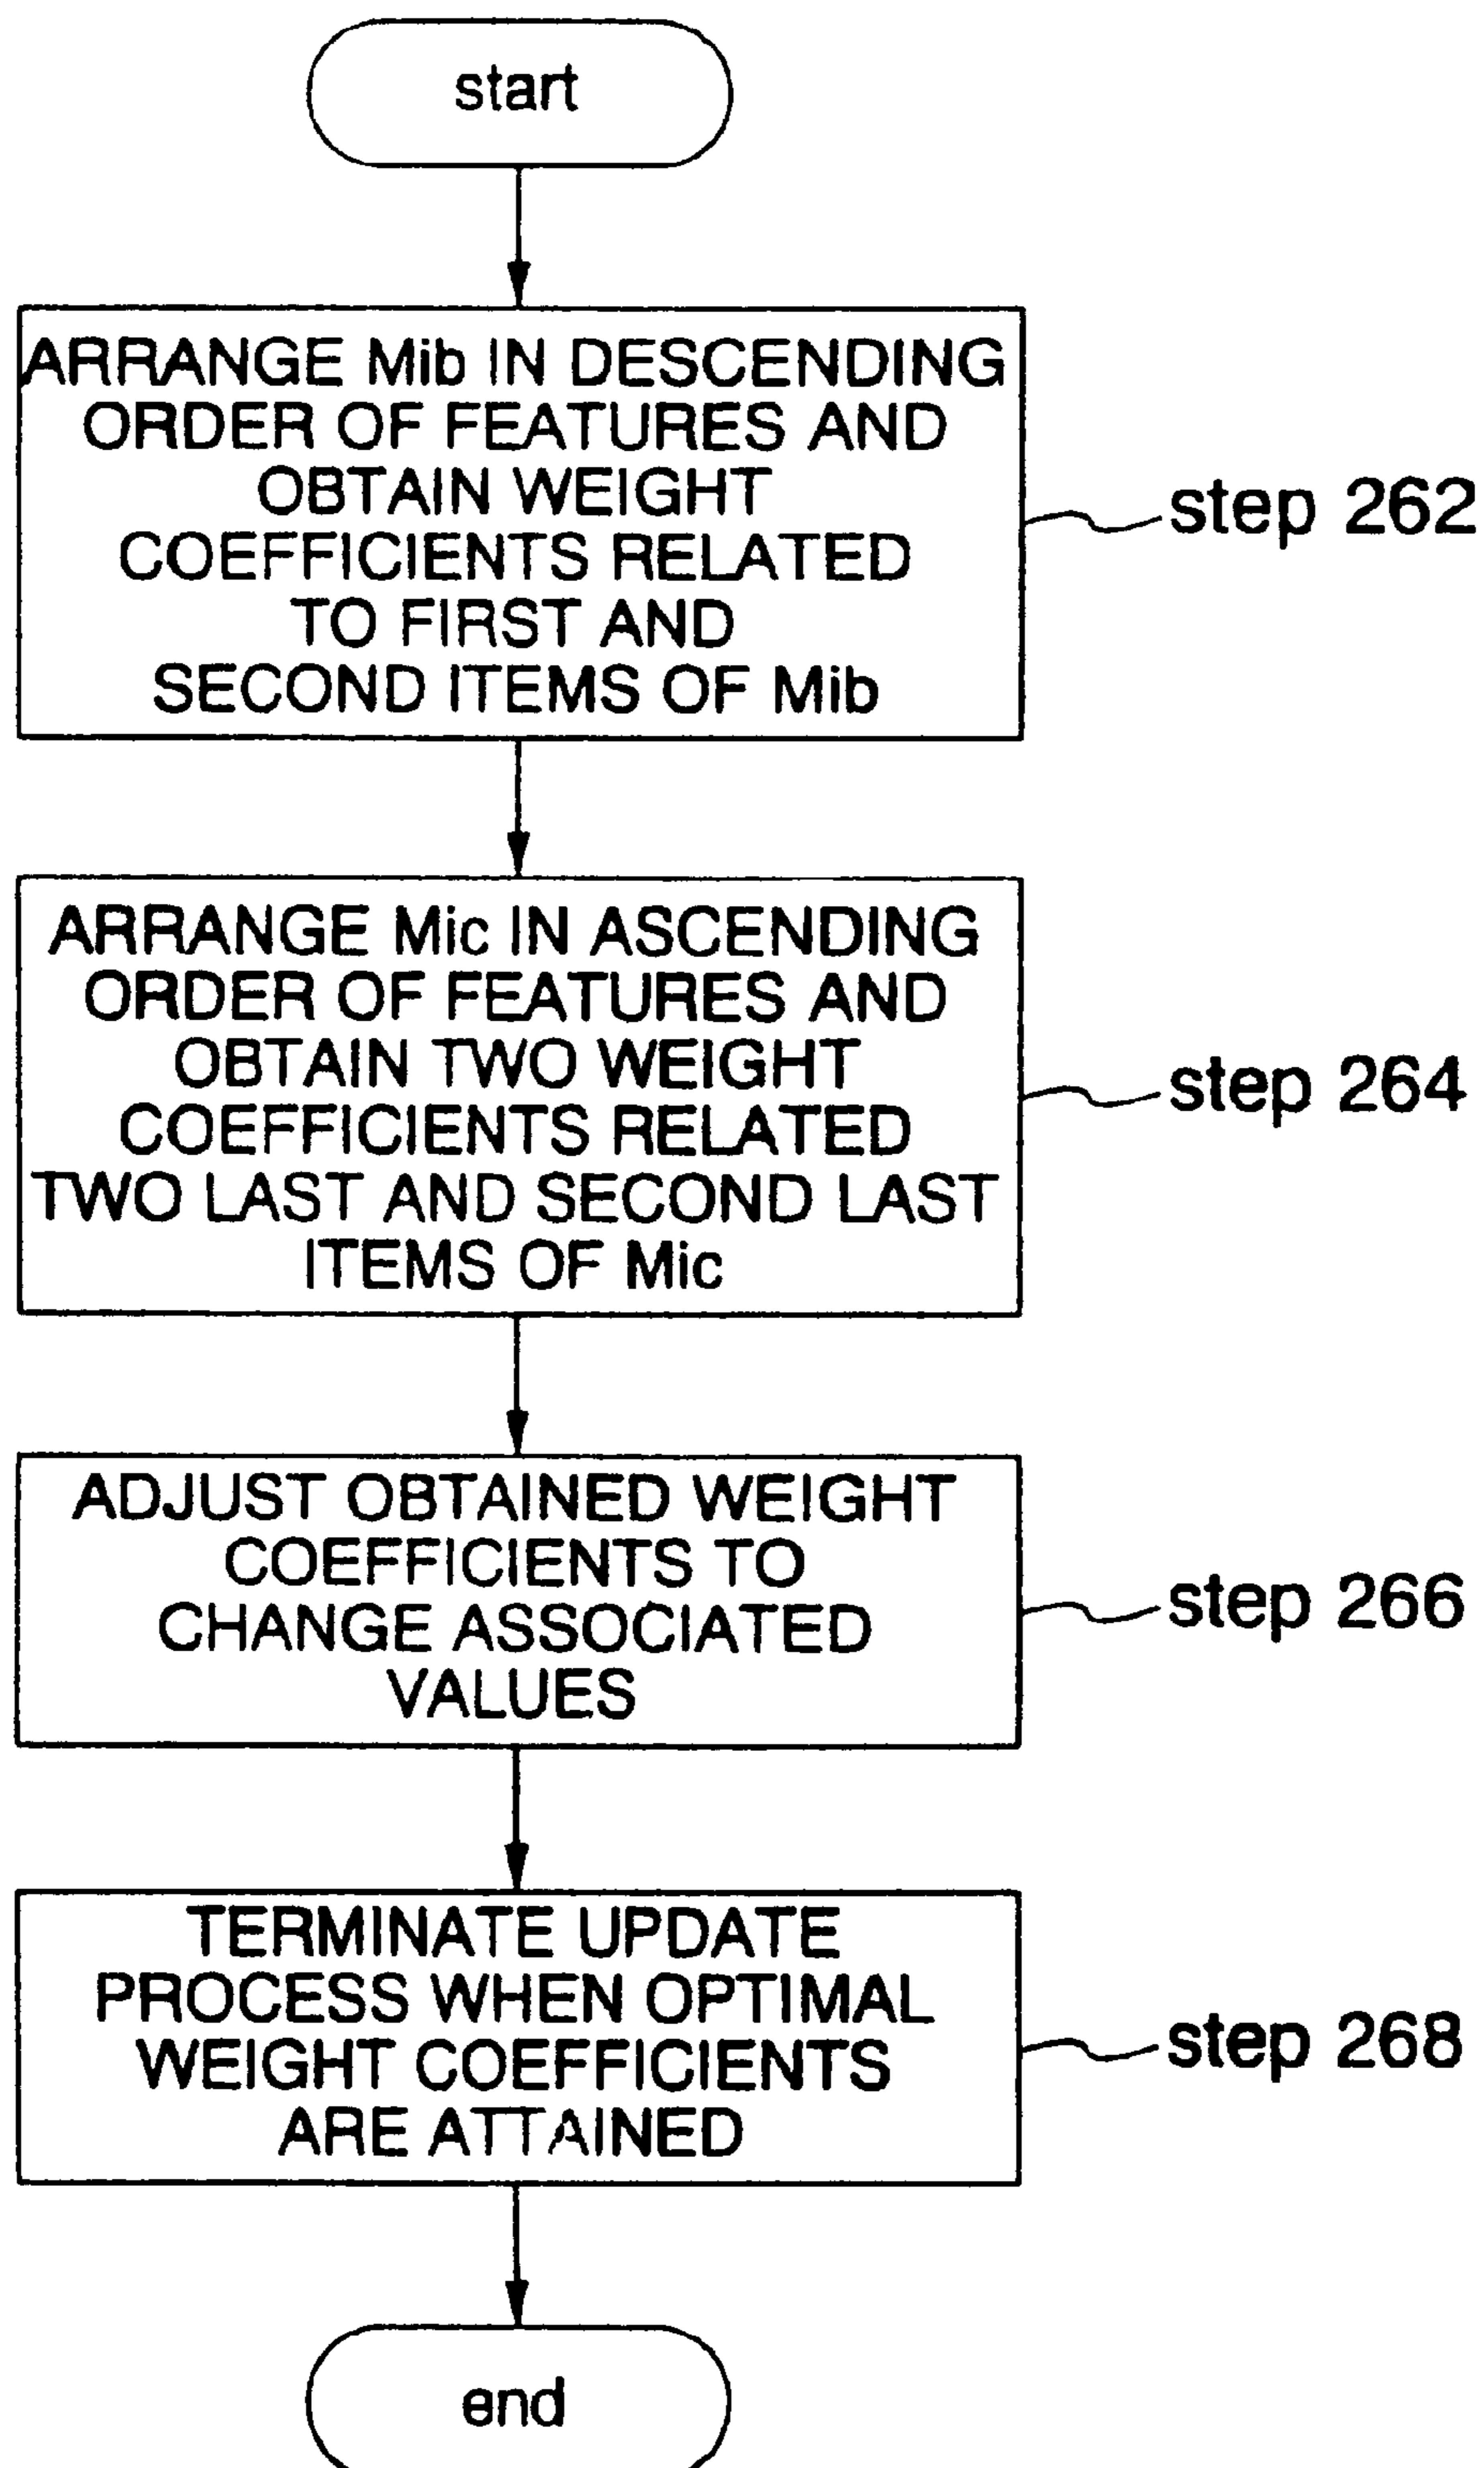 start
ARRANGE Mib IN DESCENDING
ORDER OF FEATURES AND
OBTAIN WEIGHT
COEFFICIENTS RELATED
TO FIRST AND
SECOND ITEMS OF Mib
step 262
ARRANGE Mic IN ASCENDING
ORDER OF FEATURES AND
OBTAIN TWO WEIGHT
COEFFICIENTS RELATED
TWO LAST AND SECOND LAST
ITEMS OF Mic
step 264
ADJUST OBTAINED WEIGHT
COEFFICIENTS TO
CHANGE ASSOCIATED
VALUES
step 266
TERMINATE UPDATE
PROCESS WHEN OPTIMAL
WEIGHT COEFFICIENTS
ARE ATTAINED
step 268
end